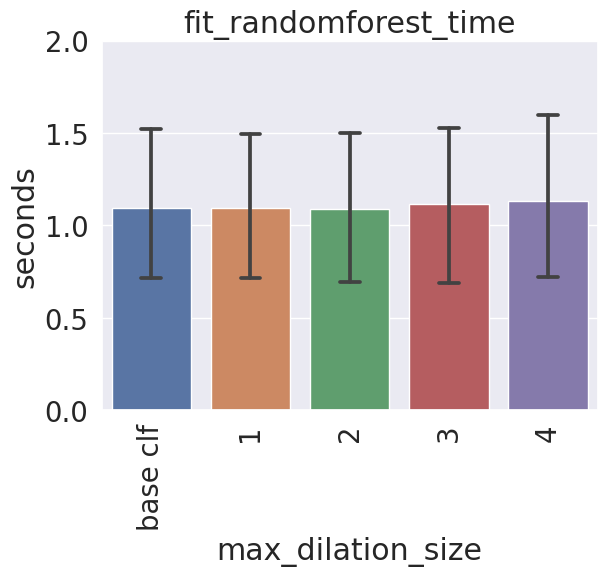 fit_randomforest_time
2.0
1.5
1.0
0.5
0.0
seconds
base clf
1
2
3
4
max_dilation_size